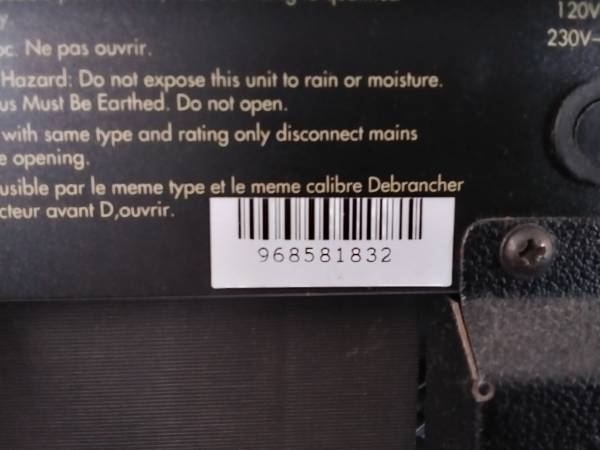 120V
y.
230V~
oc. Ne pas ouvrir.
Hazard: Do not expose this unit to rain or moisture.
us Must Be Earthed. Do not open.
with same type and rating only disconnect mains
e opening.
usible par le meme type et le meme calibre Debrancher
cteur avant D,ouvrir.
968581832